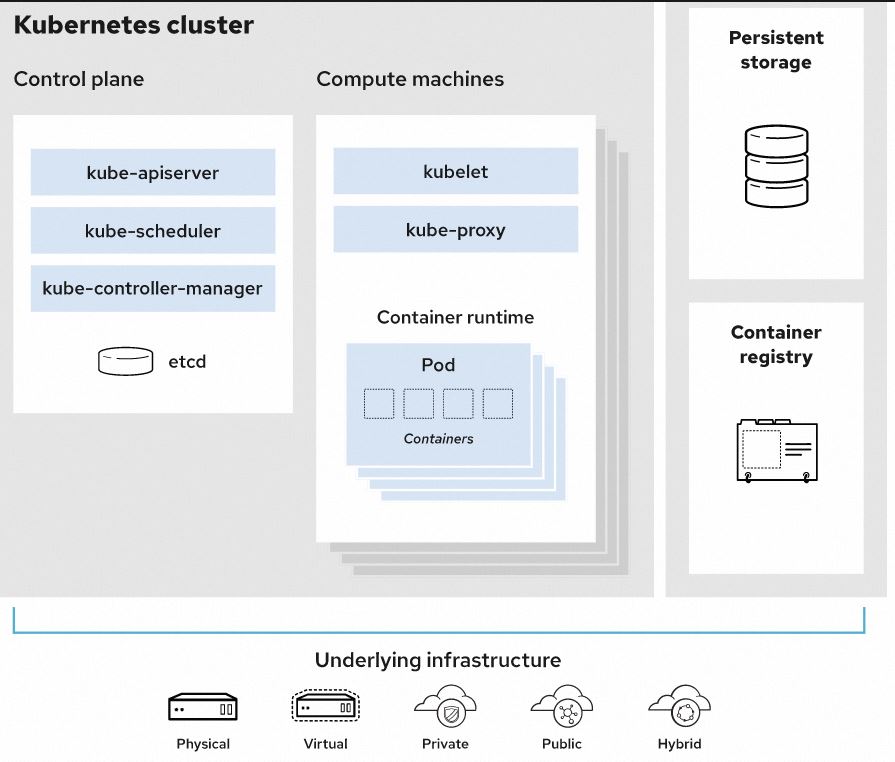 Kubernetes cluster
Control plane
kube-apiserver
kube-scheduler
kube-controller-manager
etcd
Compute machines
kubelet
kube-proxy
Container runtime
Pod
Containers
Persistent
storage
Container
registry
Underlying infrastructure
Physical
Virtual
Private
Public
Hybrid